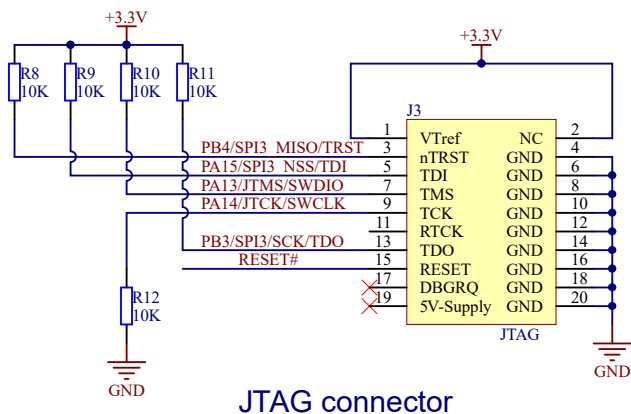 +3.3V
+3.3V
R8
10K
R9
10K
R10
10K
R11
10K
J3
1 VTref NC 2
PB4/SPI3_MISO/TRST 3 nTRST GND 4
PA15/SPI3_NSS/TDI 5 TDI GND 6
PA13/JTMS/SWDIO 7 TMS GND 8
PA14/JTCK/SWCLK 9 TCK GND 10
11 RTCK GND 12
PB3/SPI3/SCK/TDO 13 TDO GND 14
RESET# 15 RESET GND 16
17 DBGRQ GND 18
19 5V-Supply GND 20
R12
10K
JTAG
GND
GND
JTAG connector